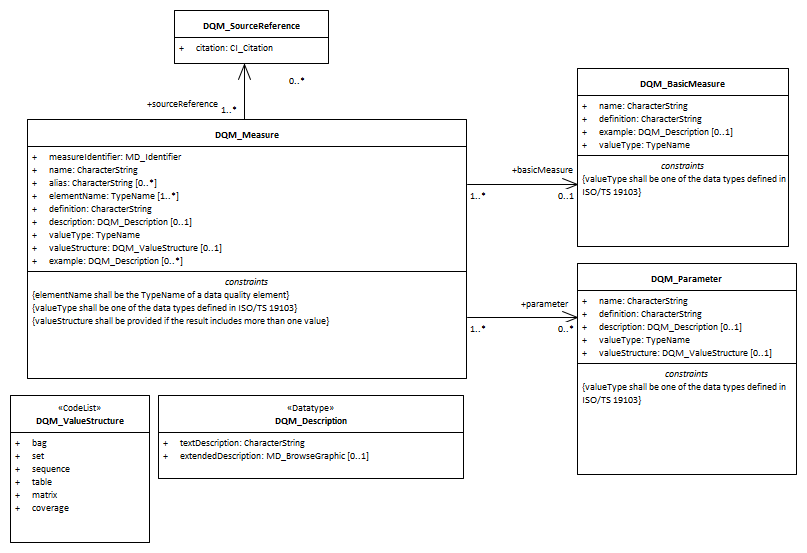 DQM_SourceReference
+ citation: CI_Citation
0..*
+sourceReference
1..*
DQM_Measure
+ measureIdentifier: MD_Identifier
+ name: CharacterString
+ alias: CharacterString [0..*]
+ elementName: TypeName [1..*]
+ definition: CharacterString
+ description: DQM_Description [0..1]
+ valueType: TypeName
+ valueStructure: DQM_ValueStructure [0..1]
+ example: DQM_Description [0..*]
constraints
{elementName shall be the TypeName of a data quality element}
{valueType shall be one of the data types defined in ISO/TS 19103}
{valueStructure shall be provided if the result includes more than one value}
+basicMeasure
1..*
0..1
DQM_BasicMeasure
+ name: CharacterString
+ definition: CharacterString
+ example: DQM_Description [0..1]
+ valueType: TypeName
constraints
{valueType shall be one of the data types defined in
ISO/TS 19103}
+parameter
1..*
0..*
DQM_Parameter
+ name: CharacterString
+ definition: CharacterString
+ description: DQM_Description [0..1]
+ valueType: TypeName
+ valueStructure: DQM_ValueStructure [0..1]
constraints
{valueType shall be one of the data types defined in
ISO/TS 19103}
«CodeList»
DQM_ValueStructure
+ bag
+ set
+ sequence
+ table
+ matrix
+ coverage
«Datatype»
DQM_Description
+ textDescription: CharacterString
+ extendedDescription: MD_BrowseGraphic [0..1]